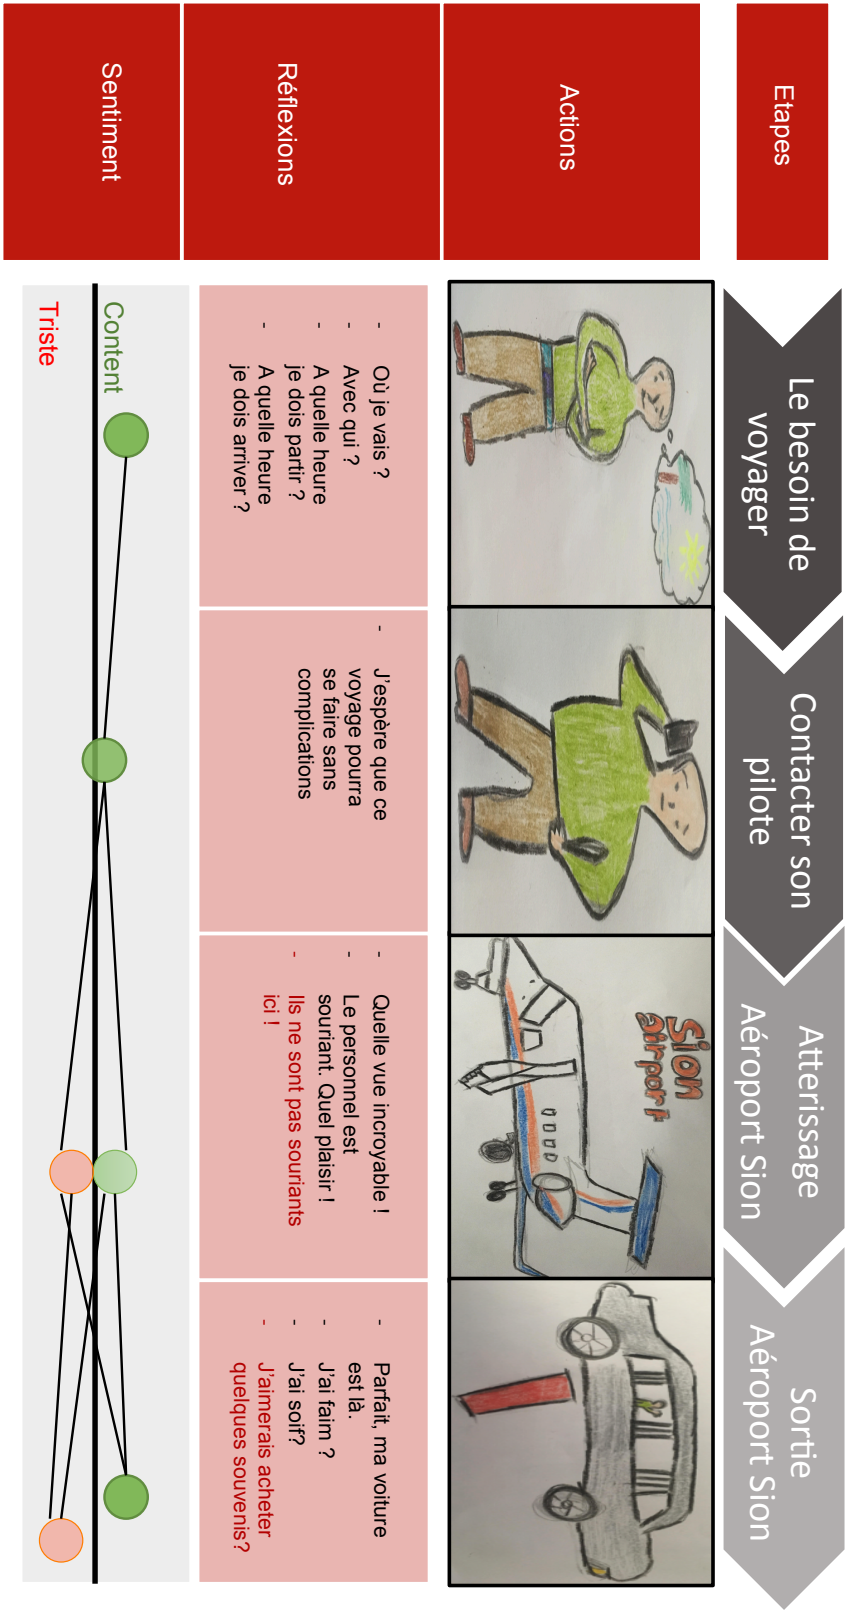 Etapes
Le besoin de
voyager
Contacter son
pilote
Atterissage
Aéroport Sion
Sortie
Aéroport Sion
Actions
Sion
airport
Réflexions
- Où je vais ?
- Avec qui ?
- A quelle heure
je dois partir ?
- A quelle heure
je dois arriver ?
- J'espère que ce
voyage pourra
se faire sans
complications
- Quelle vue incroyable !
- Le personnel est
souriant. Quel plaisir !
- Ils ne sont pas souriants
ici !
- Parfait, ma voiture
est là.
- J'ai faim ?
- J'ai soif?
- J'aimerais acheter
quelques souvenis?
Sentiment
Content
Triste